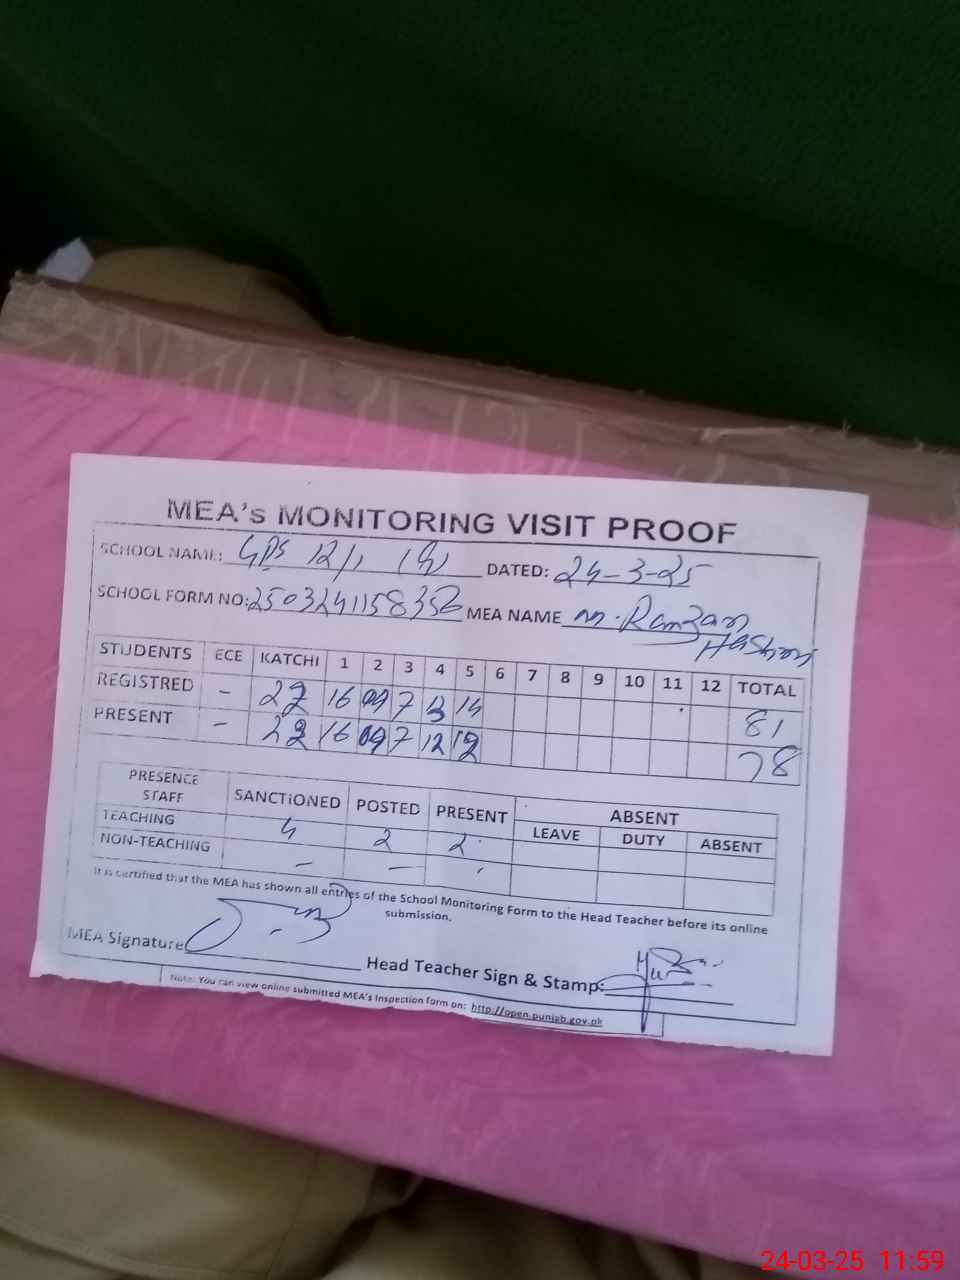 MEA's MONITORING VISIT PROOF
SCHOOL NAME: GPS 12/1 DATED: 24-3-25
SCHOOL FORM NO: MEA NAME m. Ramzan
STUDENTS ECE KATCHI 1 2 3 4 5 6 7 8 9 10 11 12 TOTAL
REGISTRED - 16 09 7 13 14 81
PRESENT - 16 09 7 12 12 78
PRESENCE STAFF SANCTIONED POSTED PRESENT ABSENT
LEAVE DUTY ABSENT
TEACHING 4 2 2
NON-TEACHING - -
It is certified that the MEA has shown all entries of the School Monitoring Form to the Head Teacher before its online
submission.
MEA Signature
Head Teacher Sign & Stamp:
Note: You can view online submitted MEA's Inspection form on: http://open.punjab.gov.pk
24-03-25 11:59